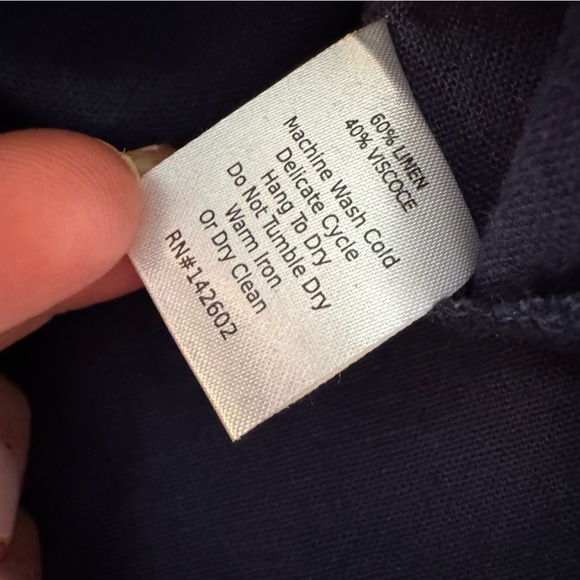 60% LINEN
40% VISCOCE
Machine Wash Cold
Delicate Cycle
Hang To Dry
Do Not Tumble Dry
Warm Iron
Or Dry Clean
RN#142602